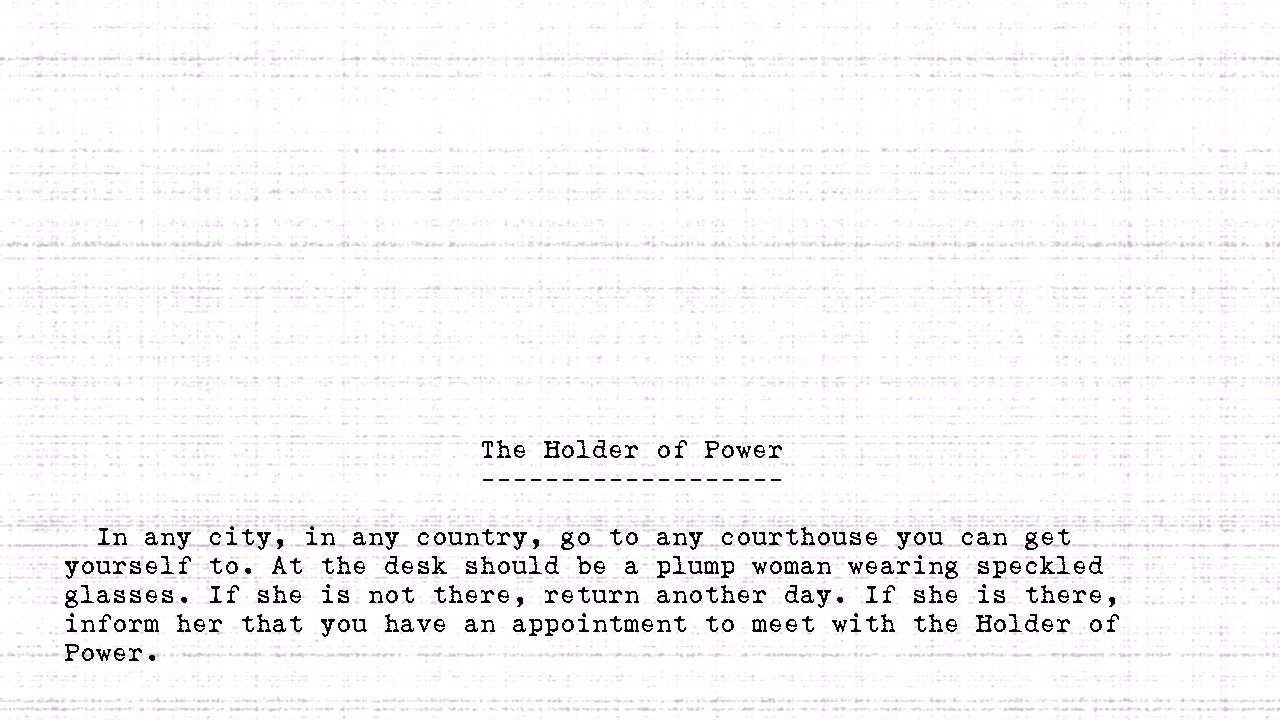 The Holder of Power
-------------------
In any city, in any country, go to any courthouse you can get
yourself to. At the desk should be a plump woman wearing speckled
glasses. If she is not there, return another day. If she is there,
inform her that you have an appointment to meet with the Holder of
Power.